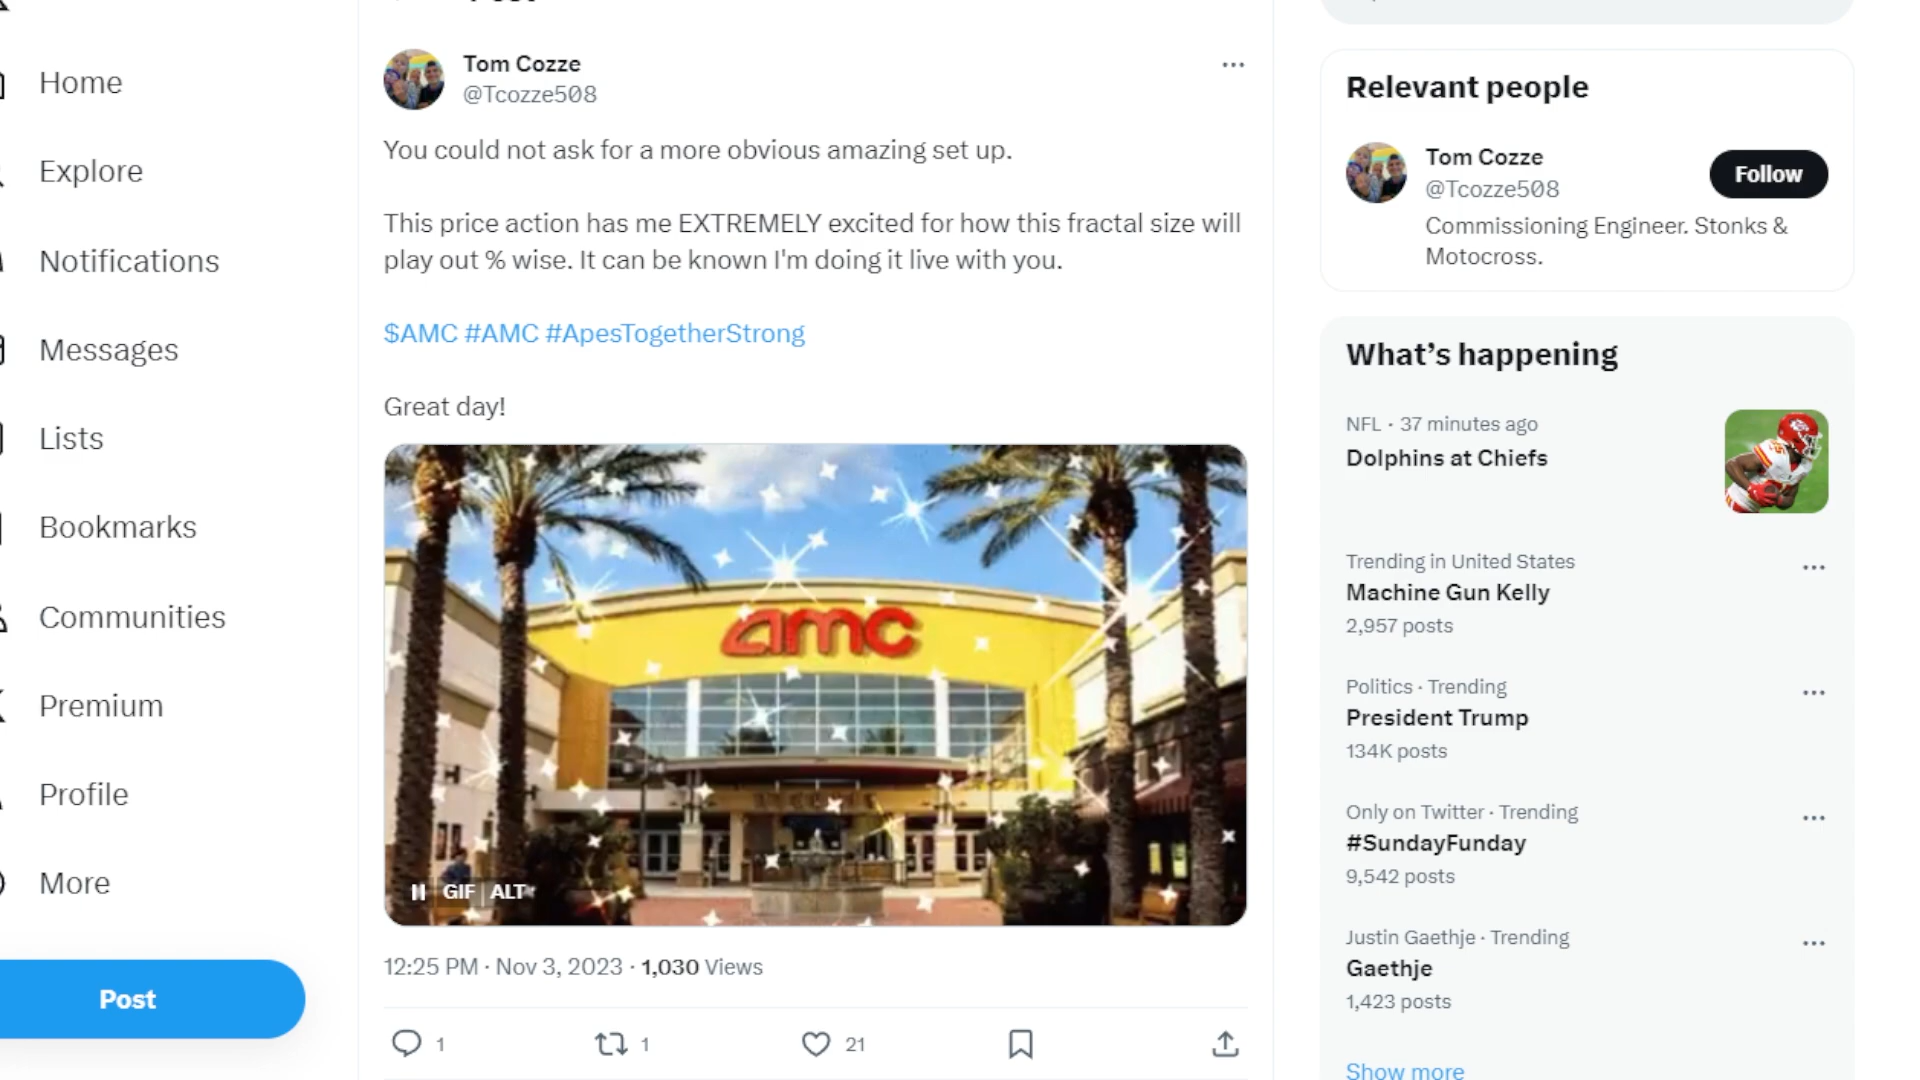 Home
Explore
Notifications
Messages
Lists
Bookmarks
Communities
Premium
Profile
More
Post
Tom Cozze
@Tcozze508
You could not ask for a more obvious amazing set up.
This price action has me EXTREMELY excited for how this fractal size will
play out % wise. It can be known I'm doing it live with you.
$AMC #AMC #ApesTogetherStrong
Great day!
amc
GIF ALT
12:25 PM · Nov 3, 2023 · 1,030 Views
1 1 21
Relevant people
Tom Cozze
@Tcozze508
Follow
Commissioning Engineer. Stonks &
Motocross.
What’s happening
NFL · 37 minutes ago
Dolphins at Chiefs
Trending in United States
Machine Gun Kelly
2,957 posts
Politics · Trending
President Trump
134K posts
Only on Twitter · Trending
#SundayFunday
9,542 posts
Justin Gaethje · Trending
Gaethje
1,423 posts
Show more